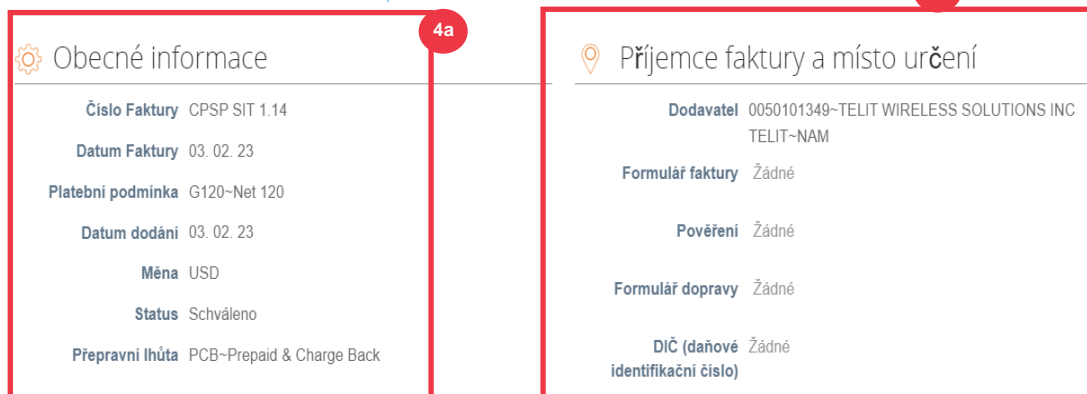 4a
Obecné informace
Číslo Faktury CPSP SIT 1.14
Datum Faktury 03. 02. 23
Platební podmínka G120~Net 120
Datum dodání 03. 02. 23
Měna USD
Status Schváleno
Přepravní lhůta PCB~Prepaid & Charge Back
Příjemce faktury a místo určení
Dodavatel 0050101349~TELIT WIRELESS SOLUTIONS INC
TELIT~NAM
Formulář faktury Žádné
Pověření Žádné
Formulář dopravy Žádné
DIČ (daňové Žádné
identifikační číslo)